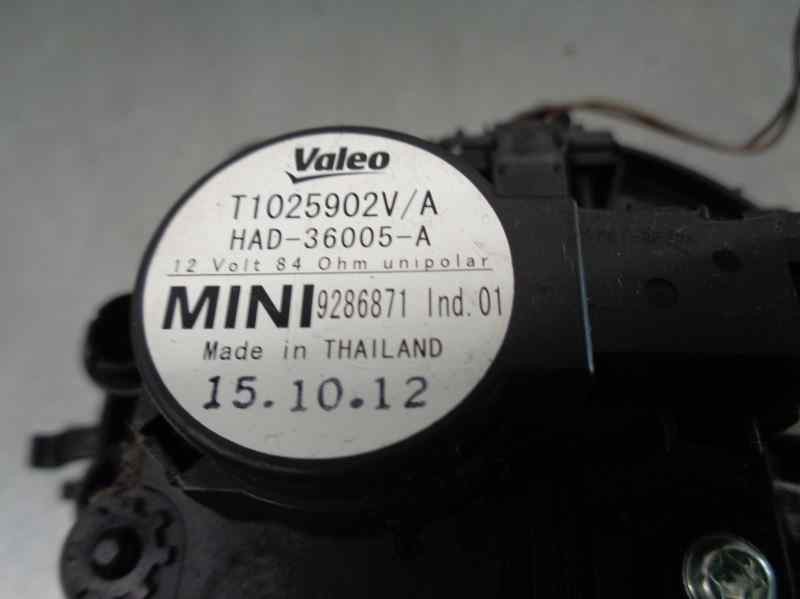 Valeo
T1025902V/A
HAD-36005-A
12 Volt 84 Ohm unipolar
MINI 9286871 Ind.01
Made in THAILAND
15.10.12